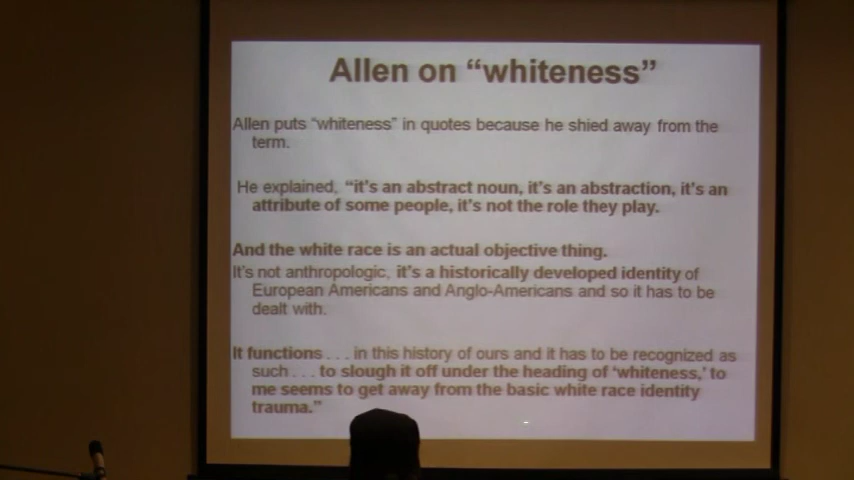 Allen on “whiteness”
Allen puts “whiteness” in quotes because he shied away from the
term.
He explained, “it’s an abstract noun, it’s an abstraction, it’s an
attribute of some people, it’s not the role they play.
And the white race is an actual objective thing.
It’s not anthropologic, it’s a historically developed identity of
European Americans and Anglo-Americans and so it has to be
dealt with.
It functions . . . in this history of ours and it has to be recognized as
such . . . to slough it off under the heading of ‘whiteness,’ to
me seems to get away from the basic white race identity
trauma.”